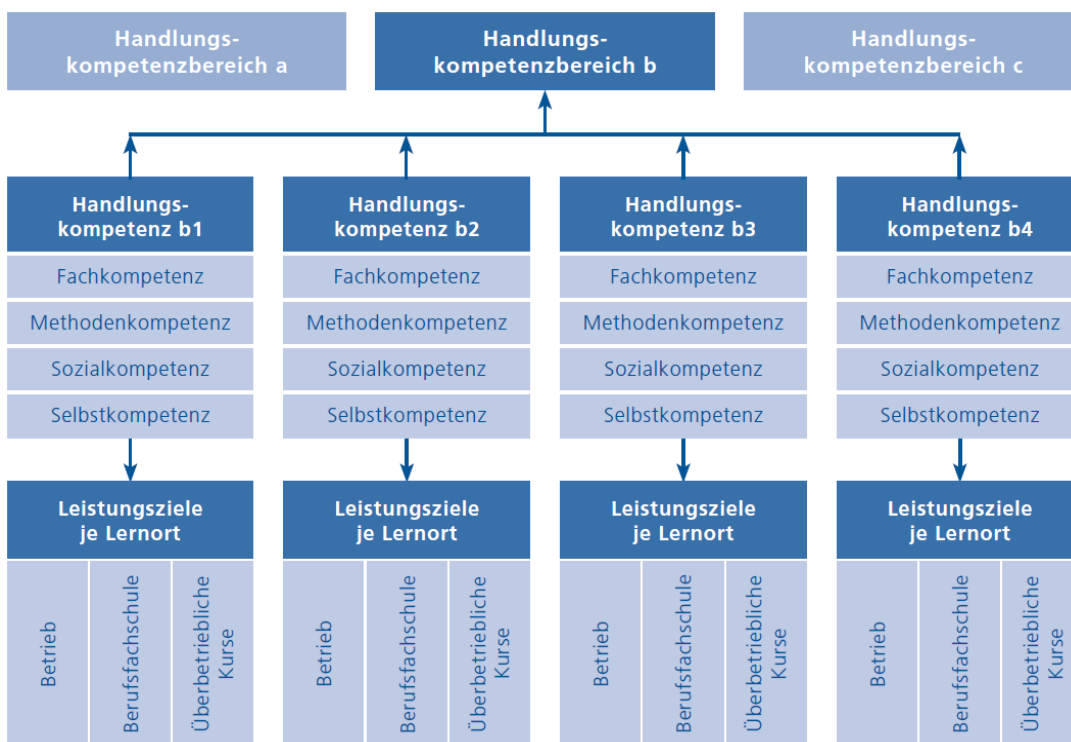 Handlungs-
kompetenzbereich a
Handlungs-
kompetenzbereich b
Handlungs-
kompetenzbereich c
Handlungs-
kompetenz b1
Fachkompetenz
Methodenkompetenz
Sozialkompetenz
Selbstkompetenz
Leistungsziele
je Lernort
Betrieb
Berufsfachschule
Überbetriebliche
Kurse
Handlungs-
kompetenz b2
Fachkompetenz
Methodenkompetenz
Sozialkompetenz
Selbstkompetenz
Leistungsziele
je Lernort
Betrieb
Berufsfachschule
Überbetriebliche
Kurse
Handlungs-
kompetenz b3
Fachkompetenz
Methodenkompetenz
Sozialkompetenz
Selbstkompetenz
Leistungsziele
je Lernort
Betrieb
Berufsfachschule
Überbetriebliche
Kurse
Handlungs-
kompetenz b4
Fachkompetenz
Methodenkompetenz
Sozialkompetenz
Selbstkompetenz
Leistungsziele
je Lernort
Betrieb
Berufsfachschule
Überbetriebliche
Kurse